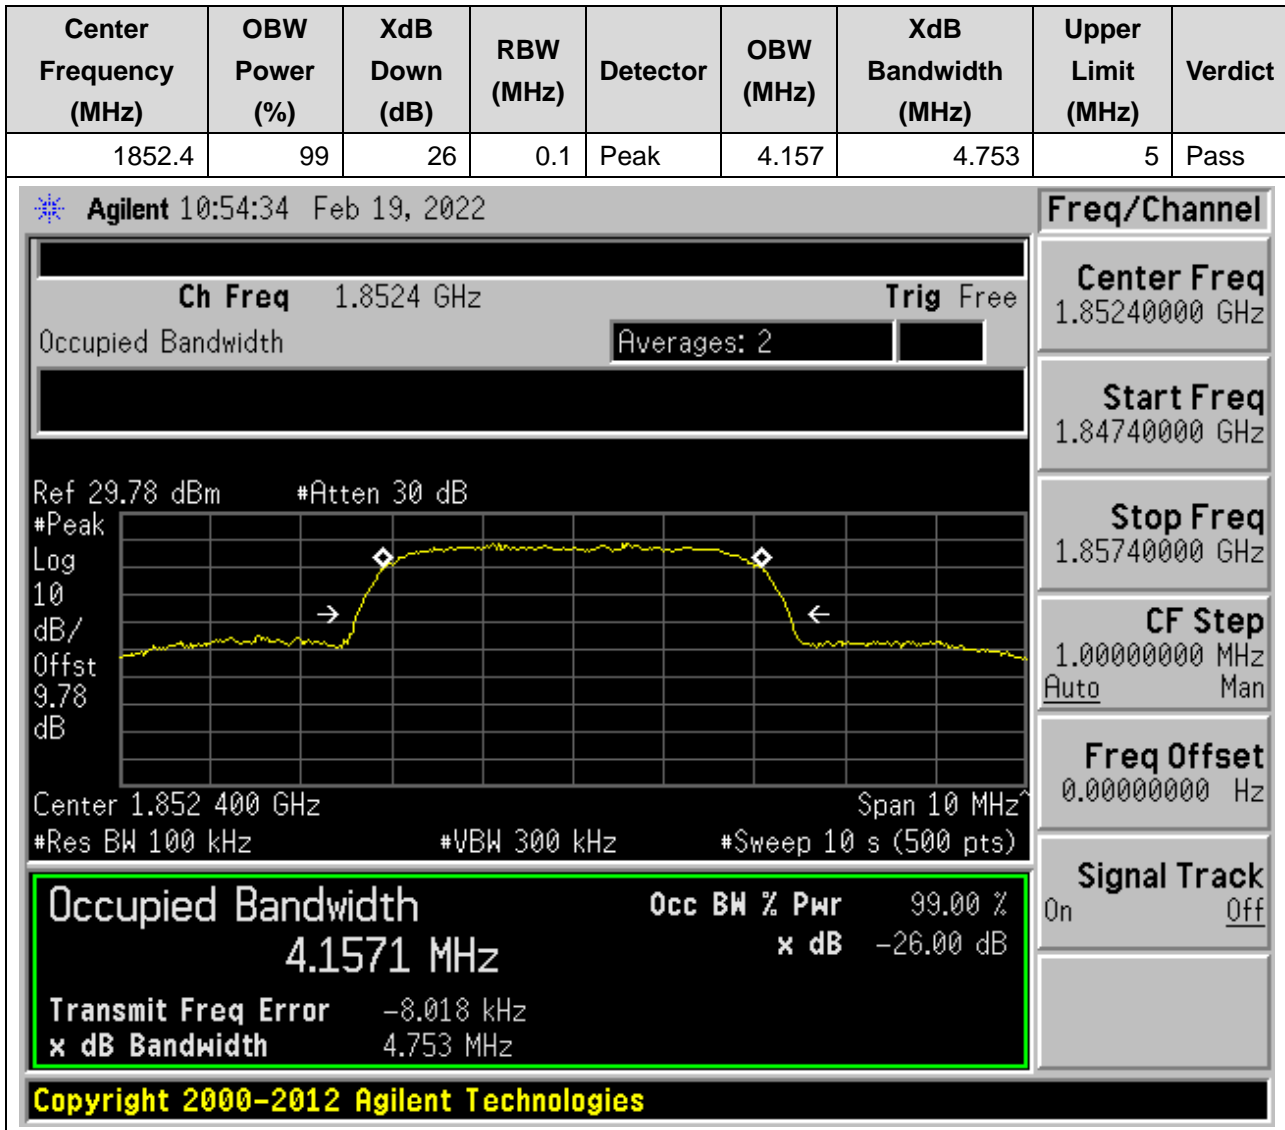 Center Frequency (MHz) OBW Power (%) XdB Down (dB) RBW (MHz) Detector OBW (MHz) XdB Bandwidth (MHz) Upper Limit (MHz) Verdict
1852.4 99 26 0.1 Peak 4.157 4.753 5 Pass
Agilent 10:54:34 Feb 19, 2022
Freq/Channel
Ch Freq 1.8524 GHz Trig Free
Occupied Bandwidth Averages: 2
Center Freq
1.85240000 GHz
Start Freq
1.84740000 GHz
Stop Freq
1.85740000 GHz
CF Step
1.00000000 MHz
Auto Man
Freq Offset
0.00000000 Hz
Signal Track
On Off
Ref 29.78 dBm #Atten 30 dB
#Peak
Log
10
dB/
Offst
9.78
dB
Center 1.852 400 GHz Span 10 MHz^
#Res BW 100 kHz #VBW 300 kHz #Sweep 10 s (500 pts)
Occupied Bandwidth Occ BW % Pwr 99.00 %
4.1571 MHz x dB -26.00 dB
Transmit Freq Error -8.018 kHz
x dB Bandwidth 4.753 MHz
Copyright 2000-2012 Agilent Technologies